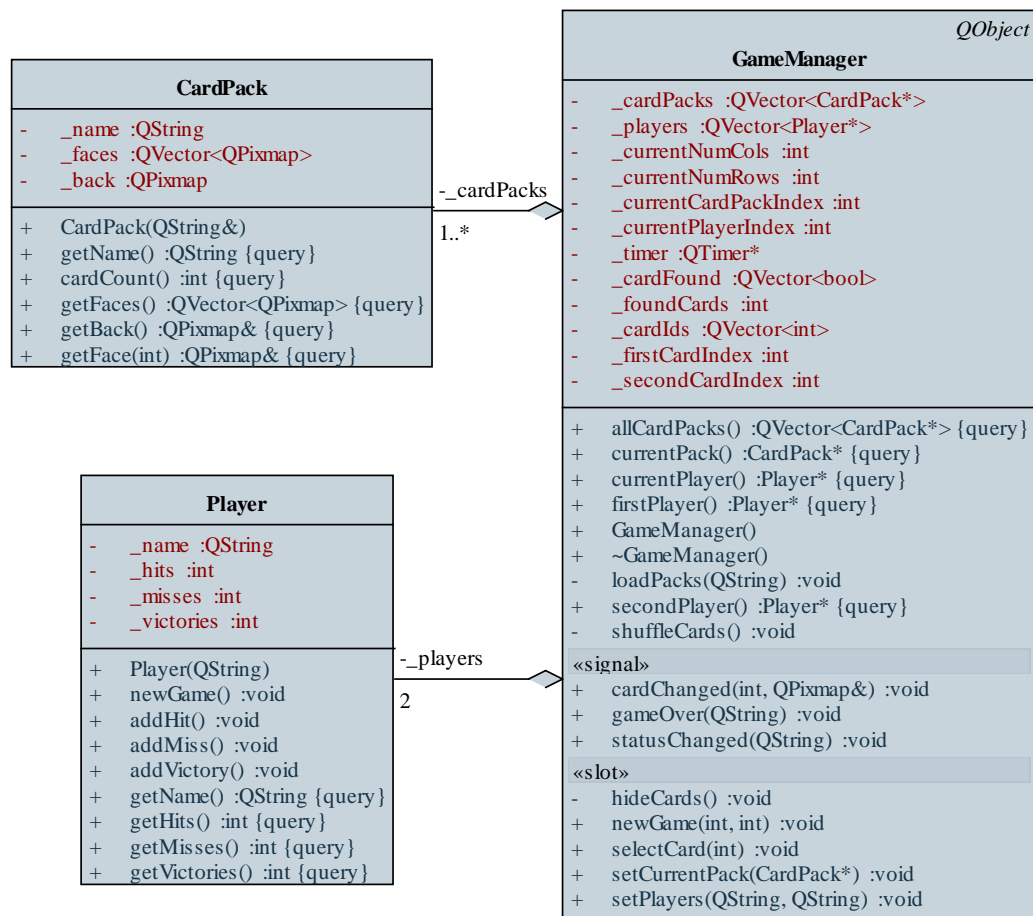 CardPack
- _name :QString
- _faces :QVector<QPixmap>
- _back :QPixmap
+ CardPack(QString&)
+ getName() :QString {query}
+ cardCount() :int {query}
+ getFaces() :QVector<QPixmap> {query}
+ getBack() :QPixmap& {query}
+ getFace(int) :QPixmap& {query}
-_cardPacks
1..*
Player
- _name :QString
- _hits :int
- _misses :int
- _victories :int
+ Player(QString)
+ newGame() :void
+ addHit() :void
+ addMiss() :void
+ addVictory() :void
+ getName() :QString {query}
+ getHits() :int {query}
+ getMisses() :int {query}
+ getVictories() :int {query}
-_players
2
QObject
GameManager
- _cardPacks :QVector<CardPack*>
- _players :QVector<Player*>
- _currentNumCols :int
- _currentNumRows :int
- _currentCardPackIndex :int
- _currentPlayerIndex :int
- _timer :QTimer*
- _cardFound :QVector<bool>
- _foundCards :int
- _cardIds :QVector<int>
- _firstCardIndex :int
- _secondCardIndex :int
+ allCardPacks() :QVector<CardPack*> {query}
+ currentPack() :CardPack* {query}
+ currentPlayer() :Player* {query}
+ firstPlayer() :Player* {query}
+ GameManager()
+ ~GameManager()
- loadPacks(QString) :void
+ secondPlayer() :Player* {query}
- shuffleCards() :void
«signal»
+ cardChanged(int, QPixmap&) :void
+ gameOver(QString) :void
+ statusChanged(QString) :void
«slot»
- hideCards() :void
+ newGame(int, int) :void
+ selectCard(int) :void
+ setCurrentPack(CardPack*) :void
+ setPlayers(QString, QString) :void